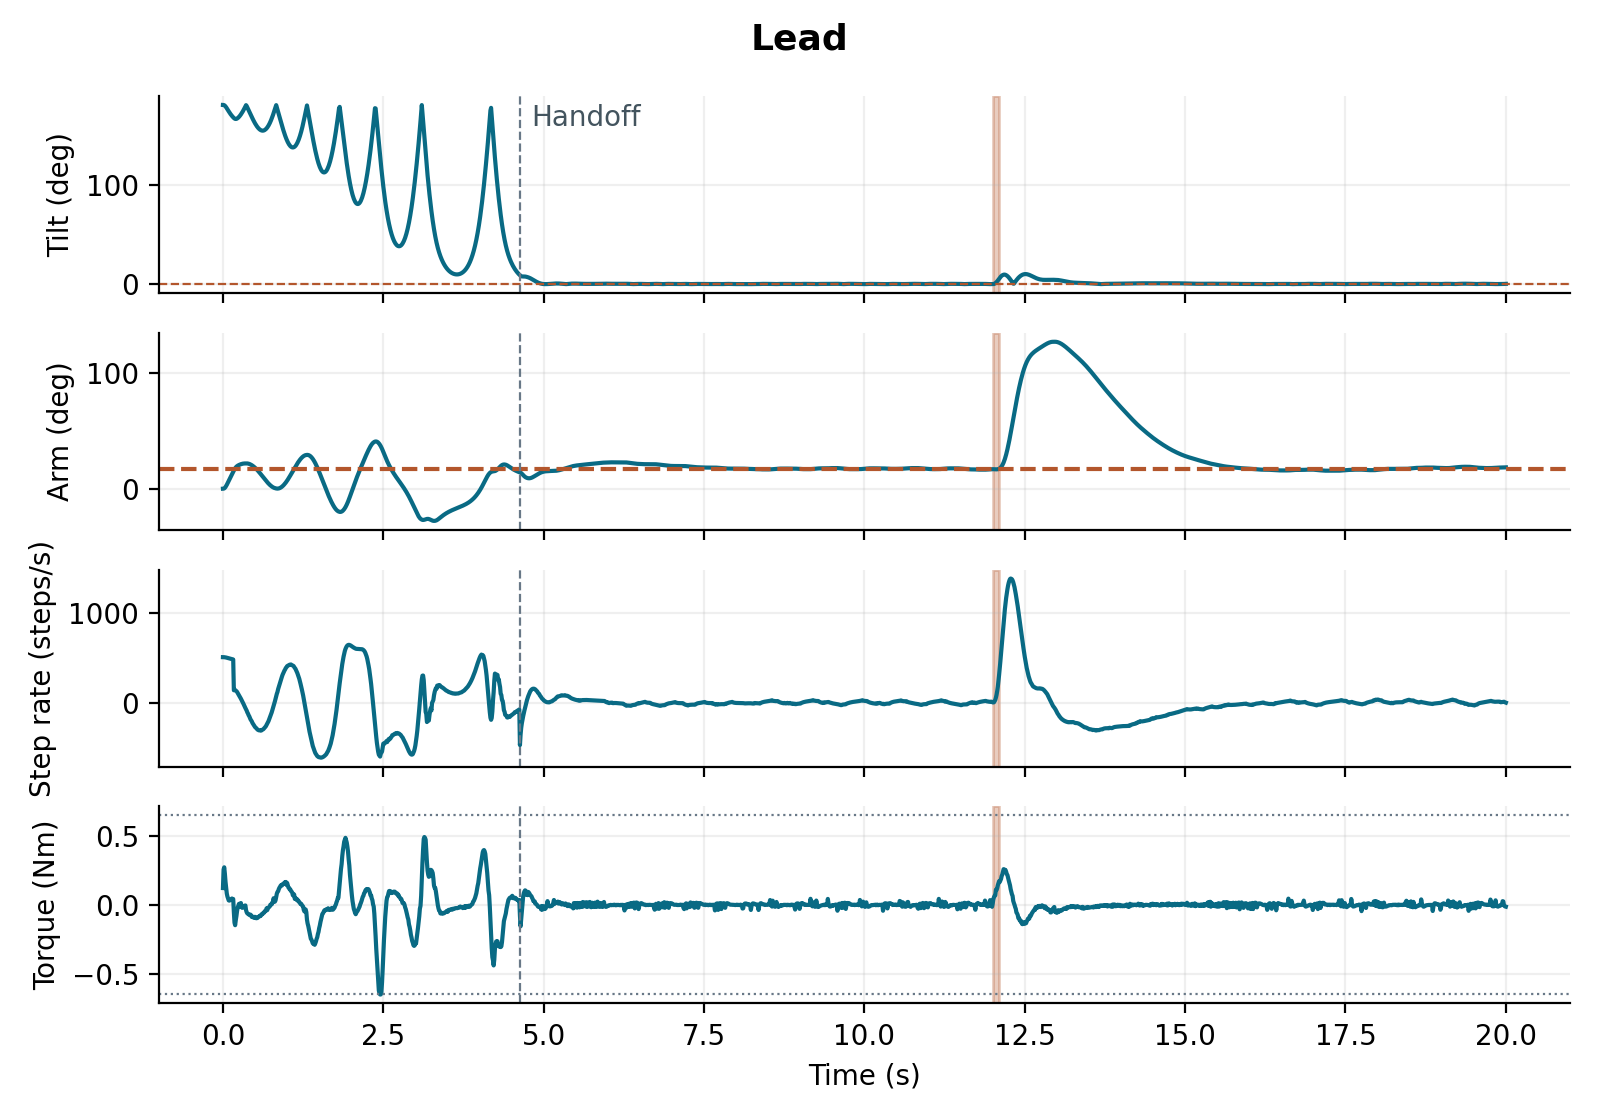 Lead
Handoff
Tilt (deg)
100
0
Arm (deg)
100
0
Step rate (steps/s)
1000
0
Torque (Nm)
0.5
0.0
−0.5
0.0 2.5 5.0 7.5 10.0 12.5 15.0 17.5 20.0
Time (s)